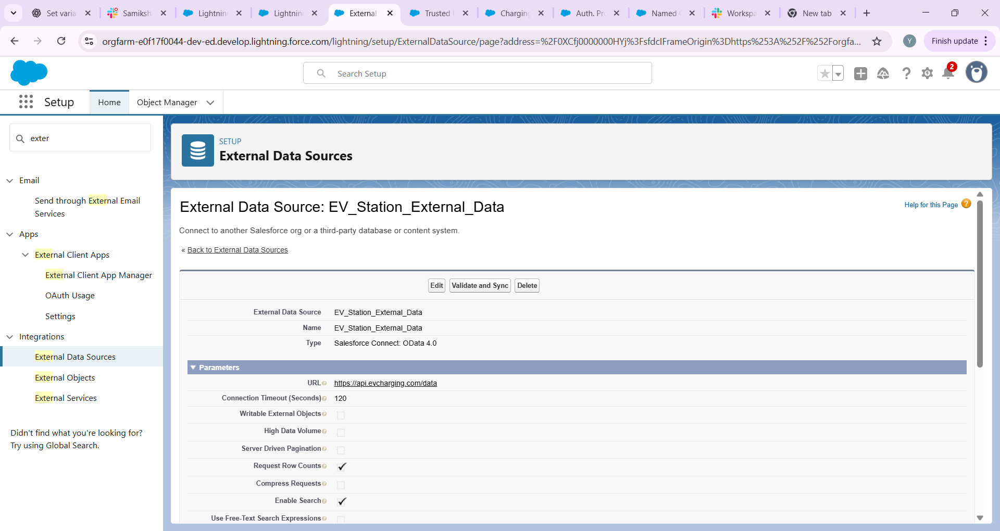 Set varia
Samiksh
Lightnin
Lightnin
External
Trusted
Charging
Auth. Pr
Named
Workspa
New tab
orgfarm-e0f17f0044-dev-ed.develop.lightning.force.com/lightning/setup/ExternalDataSource/page?address=%2F0XCfj0000000HYj%3FsfdcIFrameOrigin%3Dhttps%253A%252F%252Forgfa...
Y
Finish update
Search Setup
2
Setup
Home
Object Manager
exter
Email
Send through External Email
Services
Apps
External Client Apps
External Client App Manager
OAuth Usage
Settings
Integrations
External Data Sources
External Objects
External Services
Didn't find what you're looking for?
Try using Global Search.
SETUP
External Data Sources
External Data Source: EV_Station_External_Data
Help for this Page ?
Connect to another Salesforce org or a third-party database or content system.
« Back to External Data Sources
Edit Validate and Sync Delete
External Data Source EV_Station_External_Data
Name EV_Station_External_Data
Type Salesforce Connect: OData 4.0
Parameters
URL https://api.evcharging.com/data
Connection Timeout (Seconds) 120
Writable External Objects
High Data Volume
Server Driven Pagination
Request Row Counts
Compress Requests
Enable Search
Use Free-Text Search Expressions